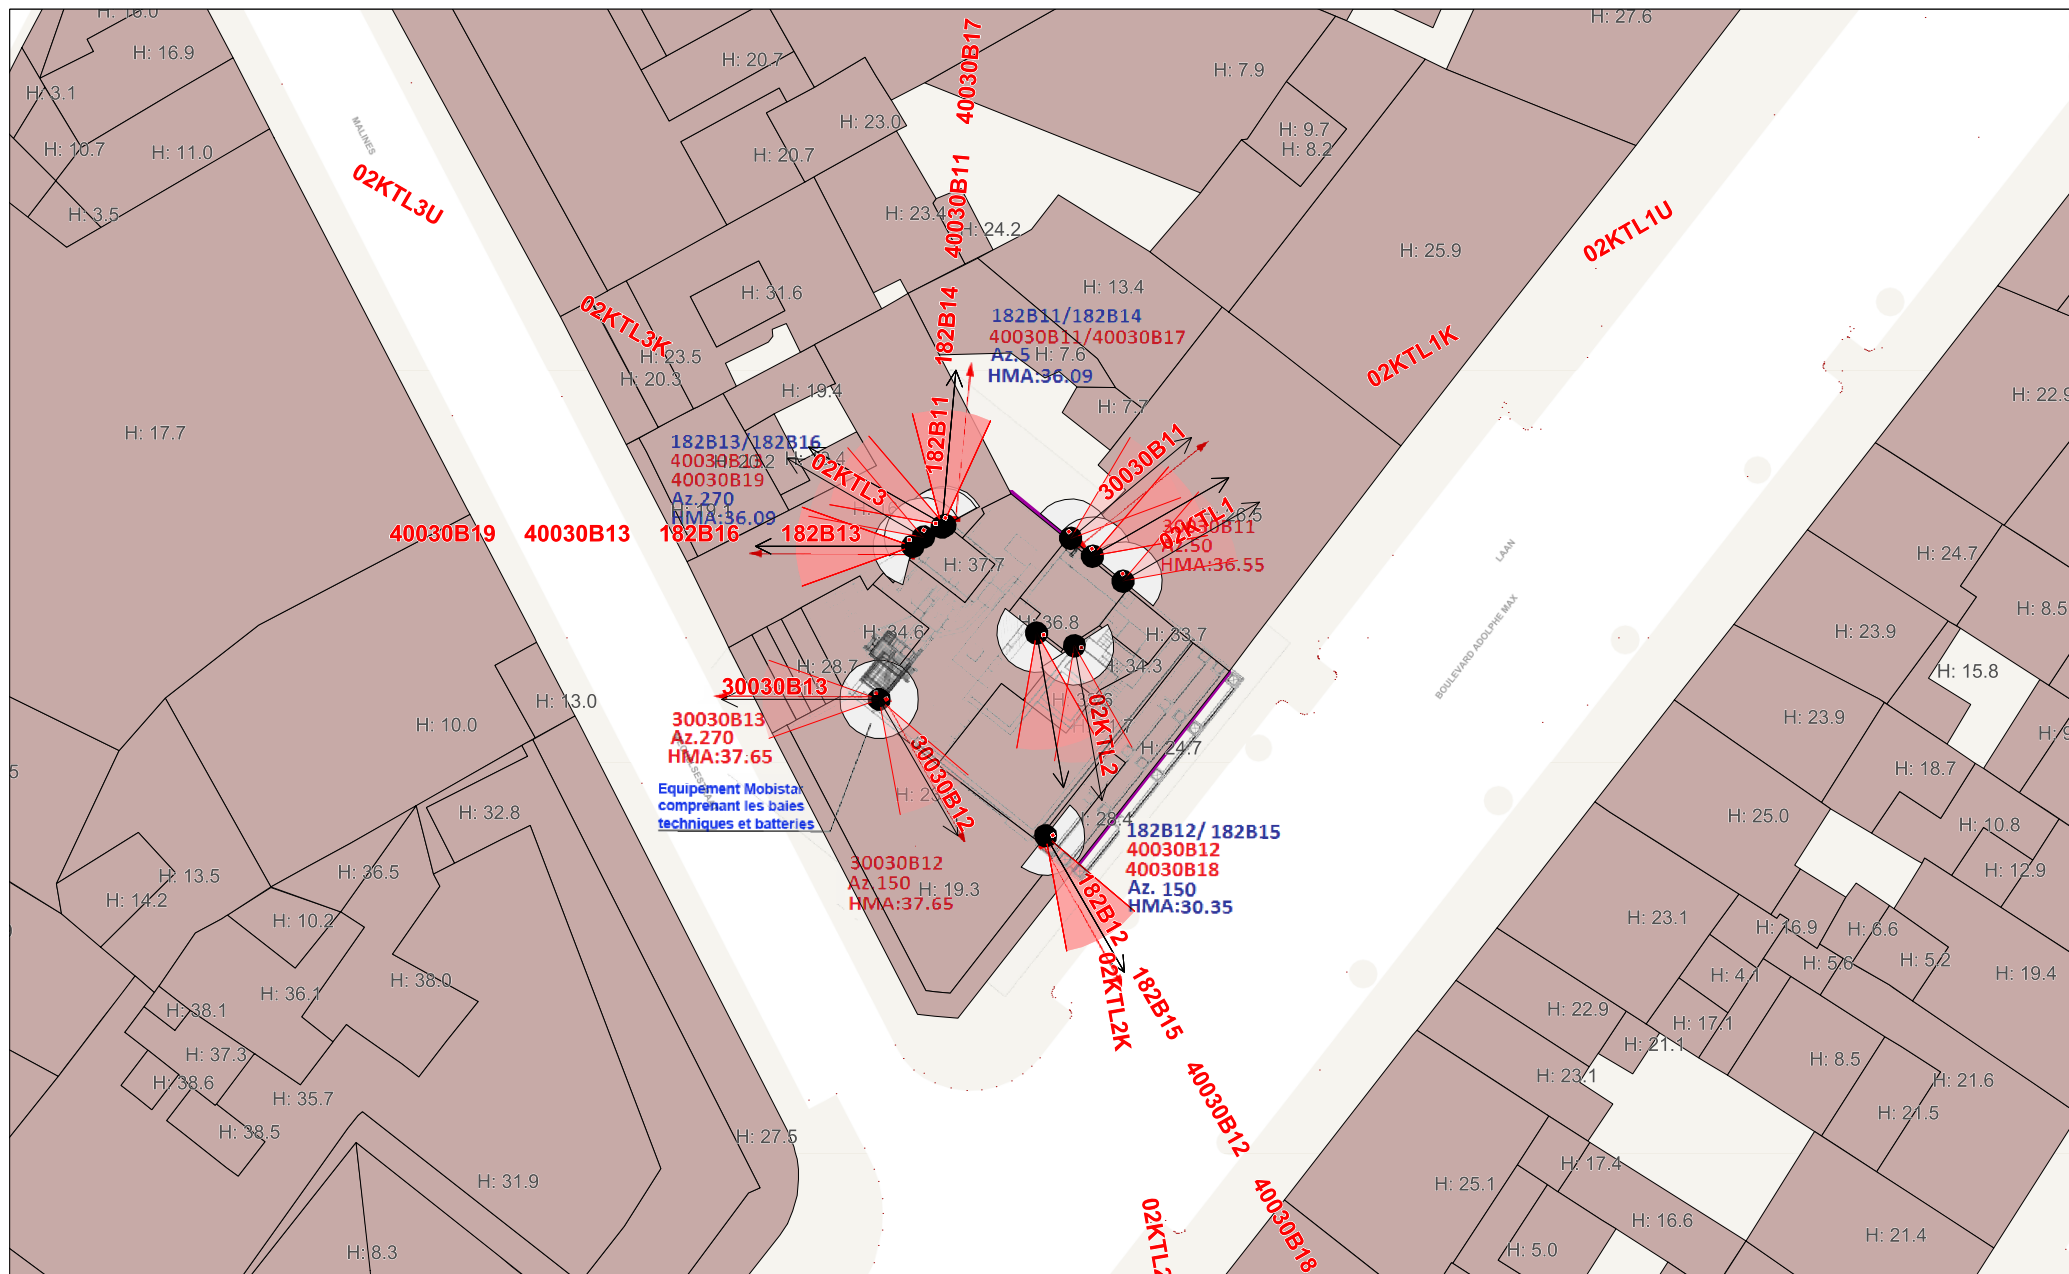 H: 16.0
H: 27.6
H: 16.9
H: 20.7
40030B17
H: 7.9
H: 3.1
H: 23.0
H: 9.7
H: 8.2
MALINES
H: 10.7
H: 11.0
H: 20.7
02KTL3U
40030B11
H: 3.5
H: 23.4
H: 24.2
02KTL1U
H: 25.9
H: 31.6
H: 13.4
02KTL3K
182B14
182B11/182B14
40030B11/40030B17
Az.5
H: 7.6
HMA:36.09
02KTL1K
H: 23.5
H: 20.3
H: 19.4
H: 22.9
H: 7.7
H: 17.7
182B11
30030B11
182B13/182B16
40030B13
H: 20.2
40030B19
Az.270
H: 19.1
HMA:36.09
02KTL3
40030B19
40030B13
182B16
182B13
02KTL1
30030B11
Az.50
HMA:36.55
LAAN
H: 24.7
H: 37.7
BOULEVARD ADOLPHE MAX
H: 8.5
H: 34.6
H: 36.8
H: 33.7
H: 23.9
H: 28.7
H: 34.3
H: 15.8
30030B13
H: 13.0
H: 10.0
30030B13
Az.270
HMA:37.65
02KTL2
H: 24.7
H: 23.9
H: 18.7
30030B12
Equipement Mobistar
comprenant les baies
techniques et batteries
H: 32.8
H: 28.4
182B12/ 182B15
40030B12
40030B18
Az. 150
HMA:30.35
H: 25.0
H: 10.8
H: 12.9
30030B12
Az.150
HMA:37.65
H: 19.3
H: 36.5
H: 13.5
H: 14.2
H: 10.2
182B12
H: 23.1
H: 16.9
H: 6.6
H: 5.6
H: 5.2
H: 4.1
H: 19.4
H: 38.0
H: 36.1
02KTL2K
182B15
H: 38.1
H: 22.9
H: 17.1
H: 21.1
H: 37.3
H: 8.5
H: 38.6
H: 35.7
H: 23.1
H: 21.6
40030B12
H: 21.5
H: 38.5
H: 27.5
H: 17.4
H: 31.9
H: 25.1
40030B18
H: 16.6
H: 8.3
H: 5.0
H: 21.4